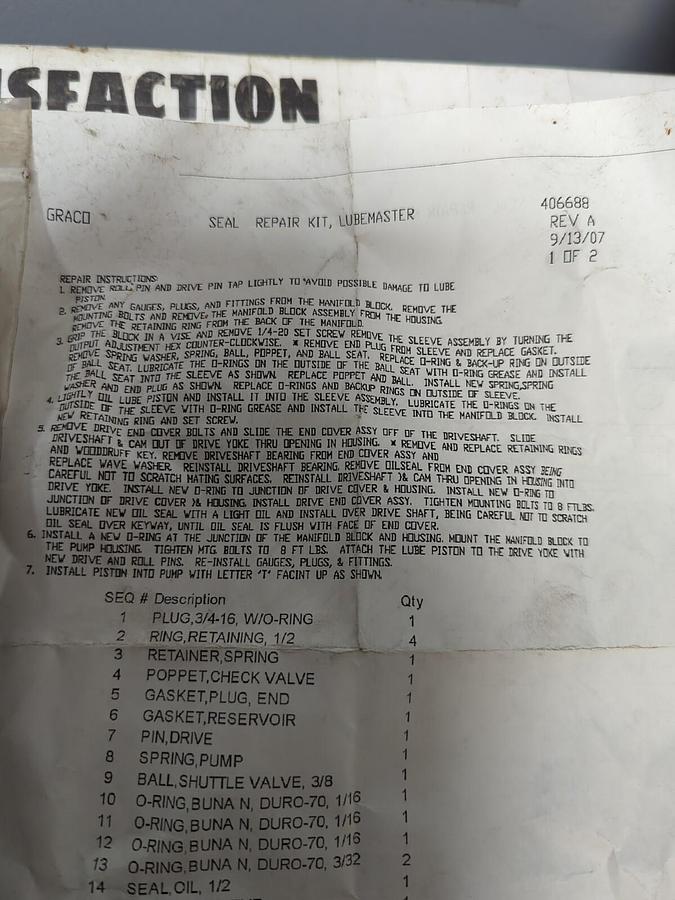 SFACTION
GRACO SEAL REPAIR KIT, LUBEMASTER 406688
REV A
9/13/07
1 OF 2
REPAIR INSTRUCTIONS:
1. REMOVE ROLL PIN AND DRIVE PIN TAP LIGHTLY TO AVOID POSSIBLE DAMAGE TO LUBE
PISTON.
2. REMOVE ANY GAUGES, PLUGS, AND FITTINGS FROM THE MANIFOLD BLOCK. REMOVE THE
MOUNTING BOLTS AND REMOVE THE MANIFOLD BLOCK ASSEMBLY FROM THE HOUSING.
REMOVE THE RETAINING RING FROM THE BACK OF THE MANIFOLD.
3. GRIP THE BLOCK IN A VISE AND REMOVE 1/4-20 SET SCREW REMOVE THE SLEEVE ASSEMBLY BY TURNING THE
OUTPUT ADJUSTMENT HEX COUNTER-CLOCKWISE. * REMOVE END PLUG FROM SLEEVE AND REPLACE GASKET.
REMOVE SPRING WASHER, SPRING, BALL, POPPET, AND BALL SEAT. REPLACE O-RING & BACK-UP RING ON OUTSIDE
OF BALL SEAT. LUBRICATE THE O-RINGS ON THE OUTSIDE OF THE BALL SEAT WITH O-RING GREASE AND INSTALL
THE BALL SEAT INTO THE SLEEVE AS SHOWN. REPLACE POPPET AND BALL. INSTALL NEW SPRING,SPRING
WASHER AND END PLUG AS SHOWN. REPLACE O-RINGS AND BACKUP RINGS ON OUTSIDE OF SLEEVE.
4. LIGHTLY OIL LUBE PISTON AND INSTALL IT INTO THE SLEEVE ASSEMBLY. LUBRICATE THE O-RINGS ON THE
OUTSIDE OF THE SLEEVE WITH O-RING GREASE AND INSTALL THE SLEEVE INTO THE MANIFOLD BLOCK. INSTALL
NEW RETAINING RING AND SET SCREW.
5. REMOVE DRIVE END COVER BOLTS AND SLIDE THE END COVER ASSY OFF OF THE DRIVESHAFT. SLIDE
DRIVESHAFT & CAM OUT OF DRIVE YOKE THRU OPENING IN HOUSING. * REMOVE AND REPLACE RETAINING RINGS
AND WOODDRUFF KEY. REMOVE DRIVESHAFT BEARING FROM END COVER ASSY AND
REPLACE WAVE WASHER. REINSTALL DRIVESHAFT BEARING. REMOVE OILSEAL FROM END COVER ASSY BEING
CAREFUL NOT TO SCRATCH MATING SURFACES. REINSTALL DRIVESHAFT )& CAM THRU OPENING IN HOUSING INTO
DRIVE YOKE. INSTALL NEW O-RING TO JUNCTION OF DRIVE COVER & HOUSING. INSTALL NEW O-RING TO
JUNCTION OF DRIVE COVER )& HOUSING. INSTALL DRIVE END COVER ASSY. TIGHTEN MOUNTING BOLTS TO 8 FTLBS.
LUBRICATE NEW OIL SEAL WITH A LIGHT OIL AND INSTALL OVER DRIVE SHAFT, BEING CAREFUL NOT TO SCRATCH
OIL SEAL OVER KEYWAY, UNTIL OIL SEAL IS FLUSH WITH FACE OF END COVER.
6. INSTALL A NEW O-RING AT THE JUNCTION OF THE MANIFOLD BLOCK AND HOUSING. MOUNT THE MANIFOLD BLOCK TO
THE PUMP HOUSING. TIGHTEN MTG. BOLTS TO 8 FT LBS. ATTACH THE LUBE PISTON TO THE DRIVE YOKE WITH
NEW DRIVE AND ROLL PINS. RE-INSTALL GAUGES, PLUGS, & FITTINGS.
7. INSTALL PISTON INTO PUMP WITH LETTER "T" FACINT UP AS SHOWN.
SEQ # Description Qty
1 PLUG,3/4-16, W/O-RING 1
2 RING,RETAINING, 1/2 4
3 RETAINER,SPRING 1
4 POPPET,CHECK VALVE 1
5 GASKET,PLUG, END 1
6 GASKET,RESERVOIR 1
7 PIN,DRIVE 1
8 SPRING,PUMP 1
9 BALL,SHUTTLE VALVE, 3/8 1
10 O-RING,BUNA N, DURO-70, 1/16 1
11 O-RING,BUNA N, DURO-70, 1/16 1
12 O-RING,BUNA N, DURO-70, 1/16 1
13 O-RING,BUNA N, DURO-70, 3/32 2
14 SEAL,OIL, 1/2 1